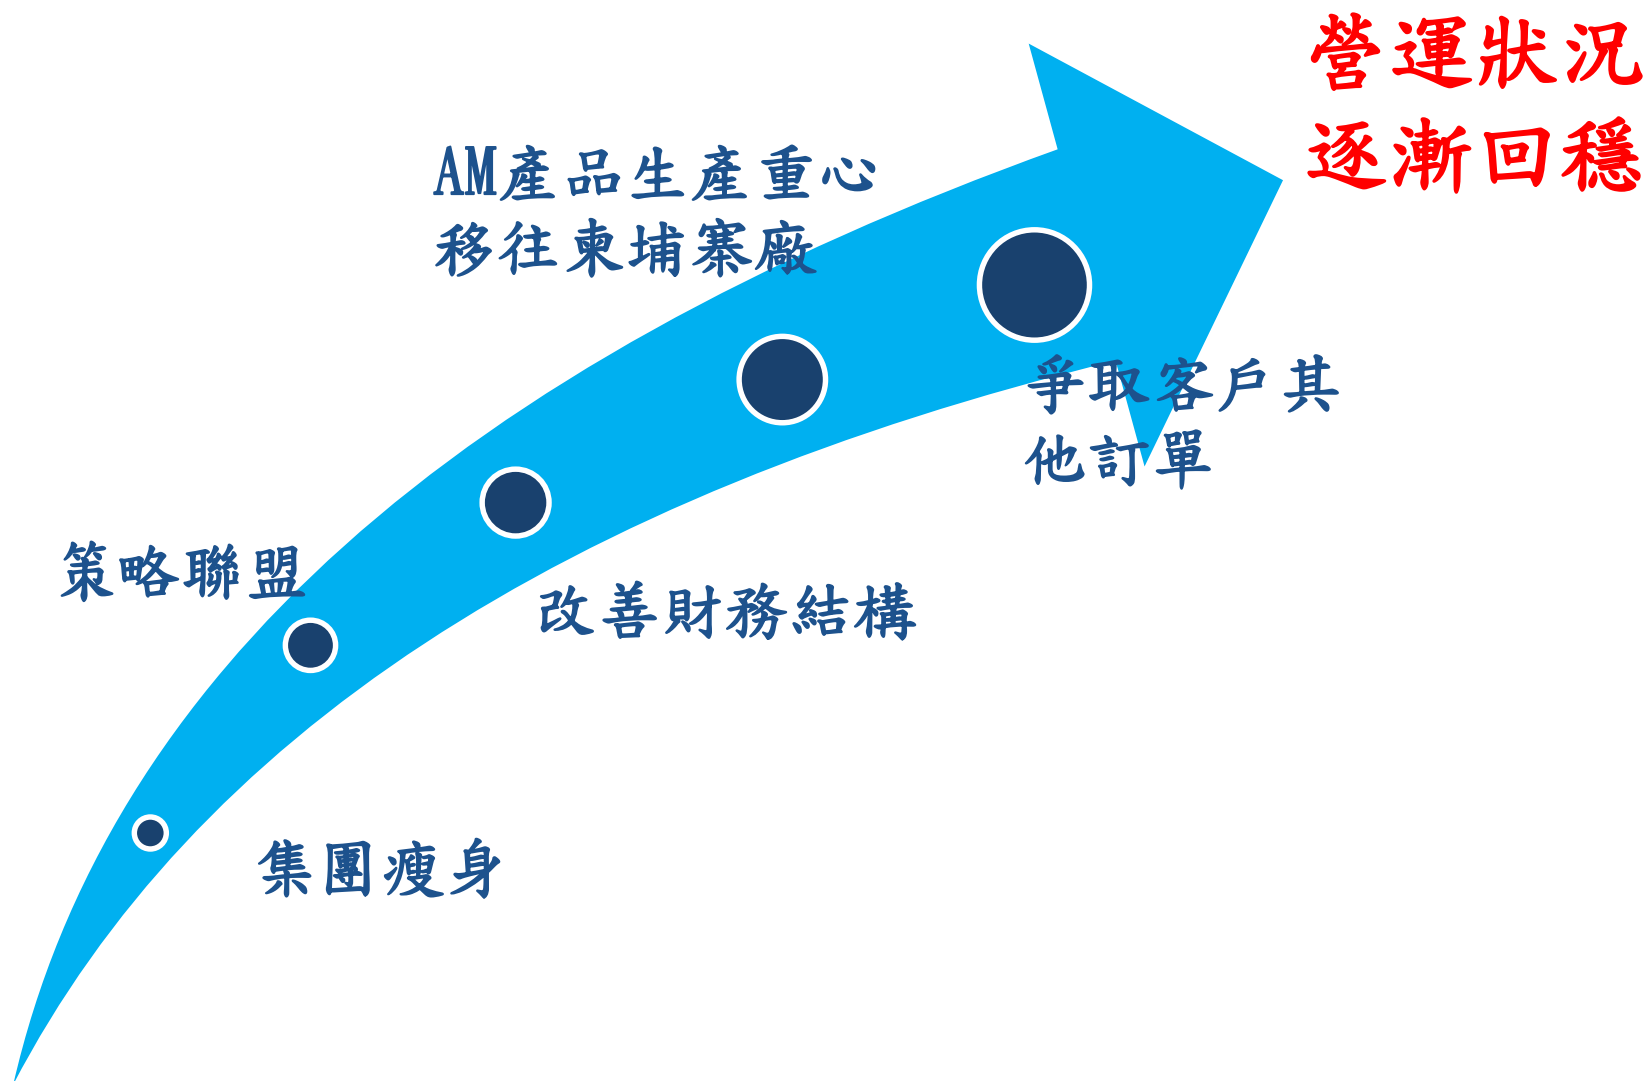 營運狀況
逐漸回穩
AM產品生產重心
移往柬埔寨廠
爭取客戶其
他訂單
策略聯盟
改善財務結構
集團瘦身